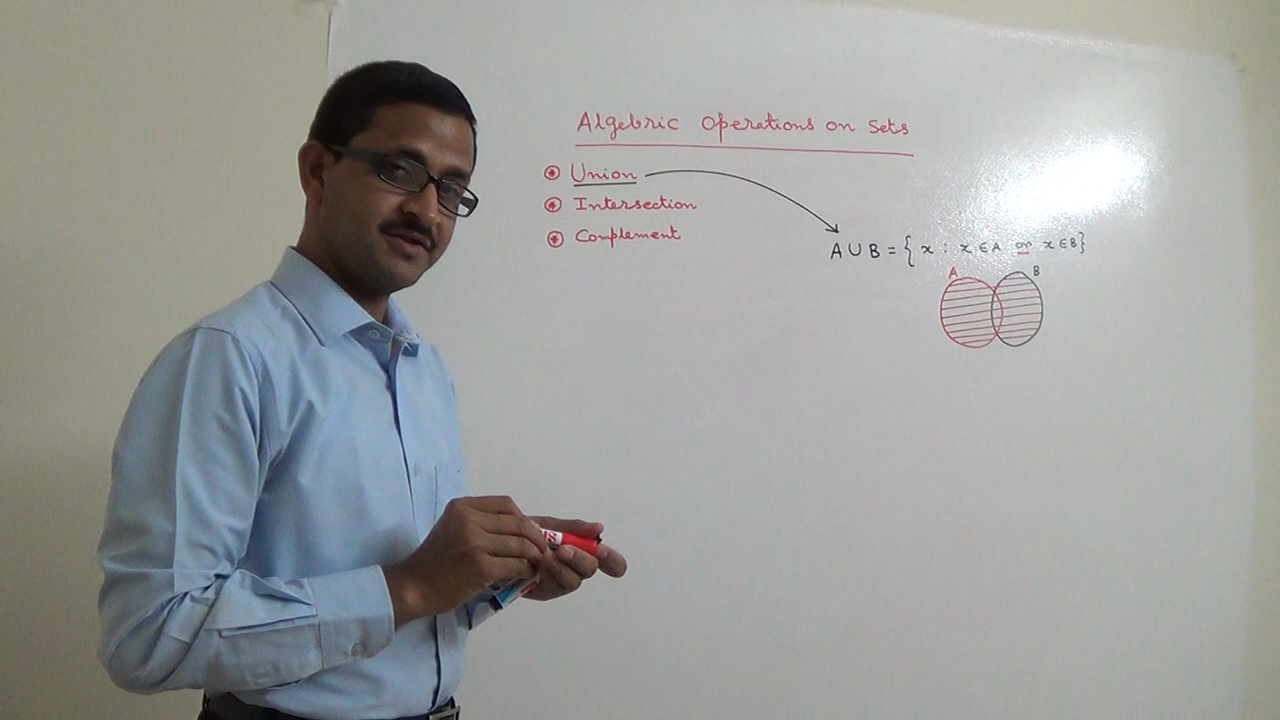 Algebric Operations on Sets
Union
Intersection
Complement
A ∪ B = { x : x ∈ A or x ∈ B }
A B